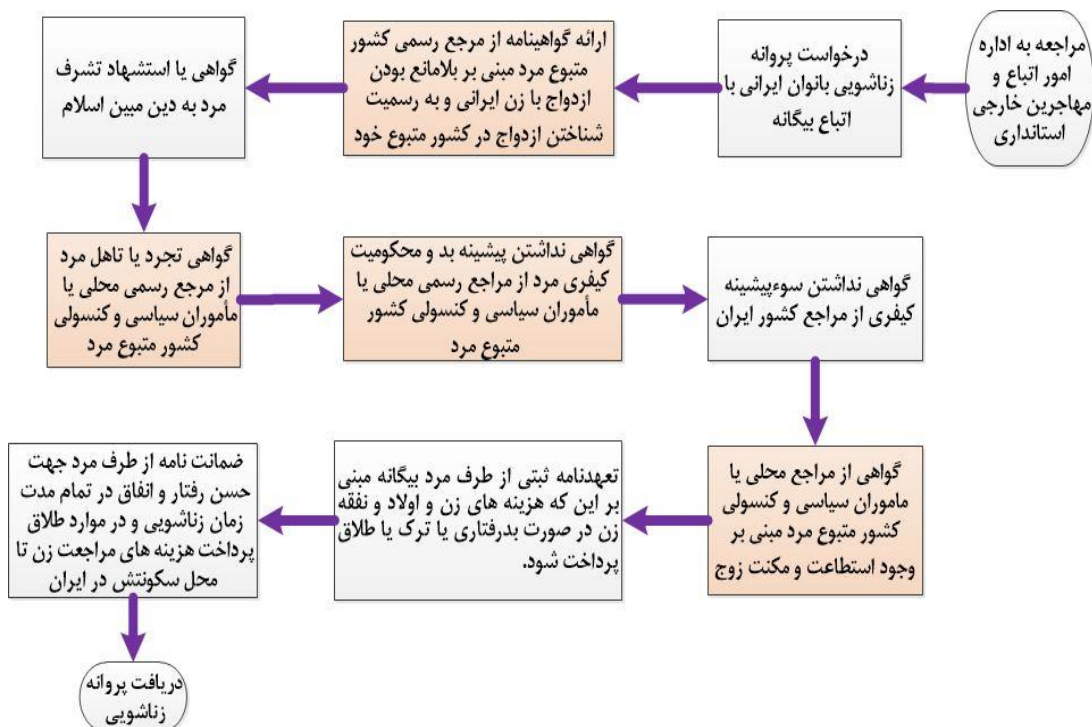 مراجعه به اداره
امور اتباع و
مهاجرین خارجی
استانداری
درخواست پروانه
زناشویی بانوان ایرانی با
اتباع بیگانه
ارائه گواهینامه از مرجع رسمی کشور
متبوع مرد مبنی بر بلامانع بودن
ازدواج با زن ایرانی و به رسمیت
شناختن ازدواج در کشور متبوع خود
گواهی یا استشهاد تشرف
مرد به دین مبین اسلام
گواهی تجرد یا تاهل مرد
از مرجع رسمی محلی یا
مأموران سیاسی و کنسولی
کشور متبوع مرد
گواهی نداشتن پیشینه بد و محکومیت
کیفری مرد از مراجع رسمی محلی یا
مأموران سیاسی و کنسولی کشور
متبوع مرد
گواهی نداشتن سوءپیشینه
کیفری از مراجع کشور ایران
گواهی از مراجع محلی یا
ماموران سیاسی و کنسولی
کشور متبوع مرد مبنی بر
وجود استطاعت و مکنت زوج
تعهدنامه ثبتی از طرف مرد بیگانه مبنی
بر این که هزینه های زن و اولاد و نفقه
زن در صورت بدرفتاری یا ترک یا طلاق
پرداخت شود.
ضمانت نامه از طرف مرد جهت
حسن رفتار و انفاق در تمام مدت
زمان زناشویی و در موارد طلاق
پرداخت هزینه های مراجعت زن تا
محل سکونتش در ایران
دریافت پروانه
زناشویی